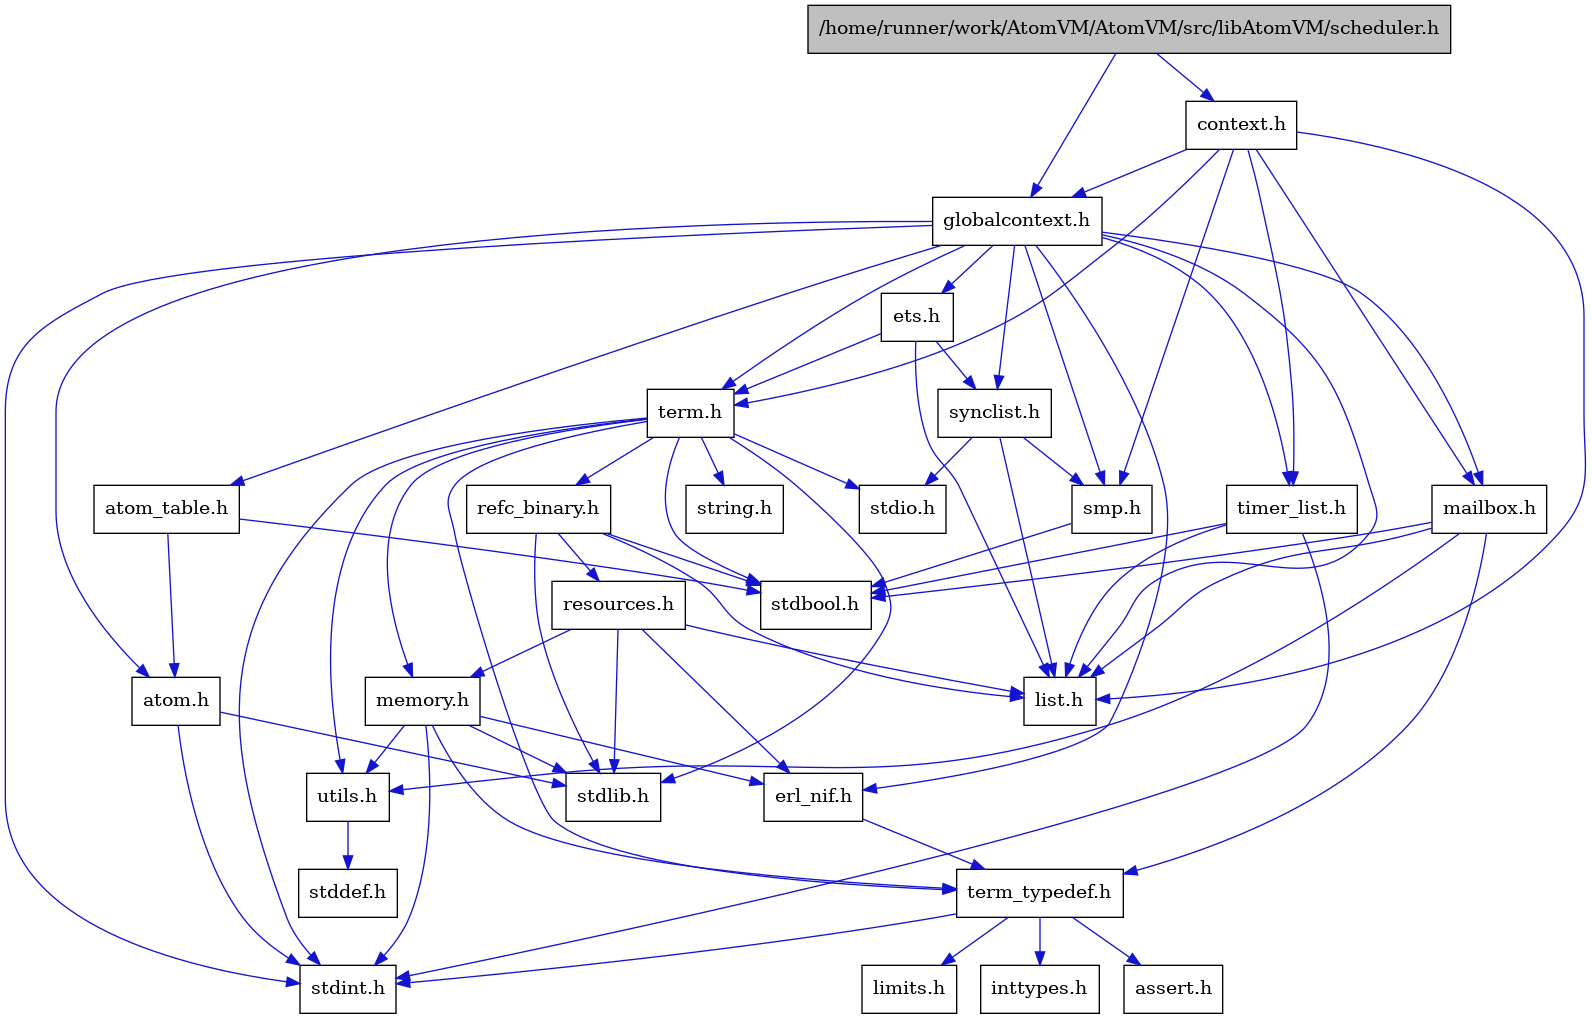 /home/runner/work/AtomVM/AtomVM/src/libAtomVM/scheduler.h
context.h
globalcontext.h
ets.h
term.h
synclist.h
atom_table.h
refc_binary.h
string.h
stdio.h
smp.h
timer_list.h
mailbox.h
resources.h
stdbool.h
atom.h
memory.h
list.h
utils.h
stdlib.h
erl_nif.h
stddef.h
term_typedef.h
stdint.h
limits.h
inttypes.h
assert.h